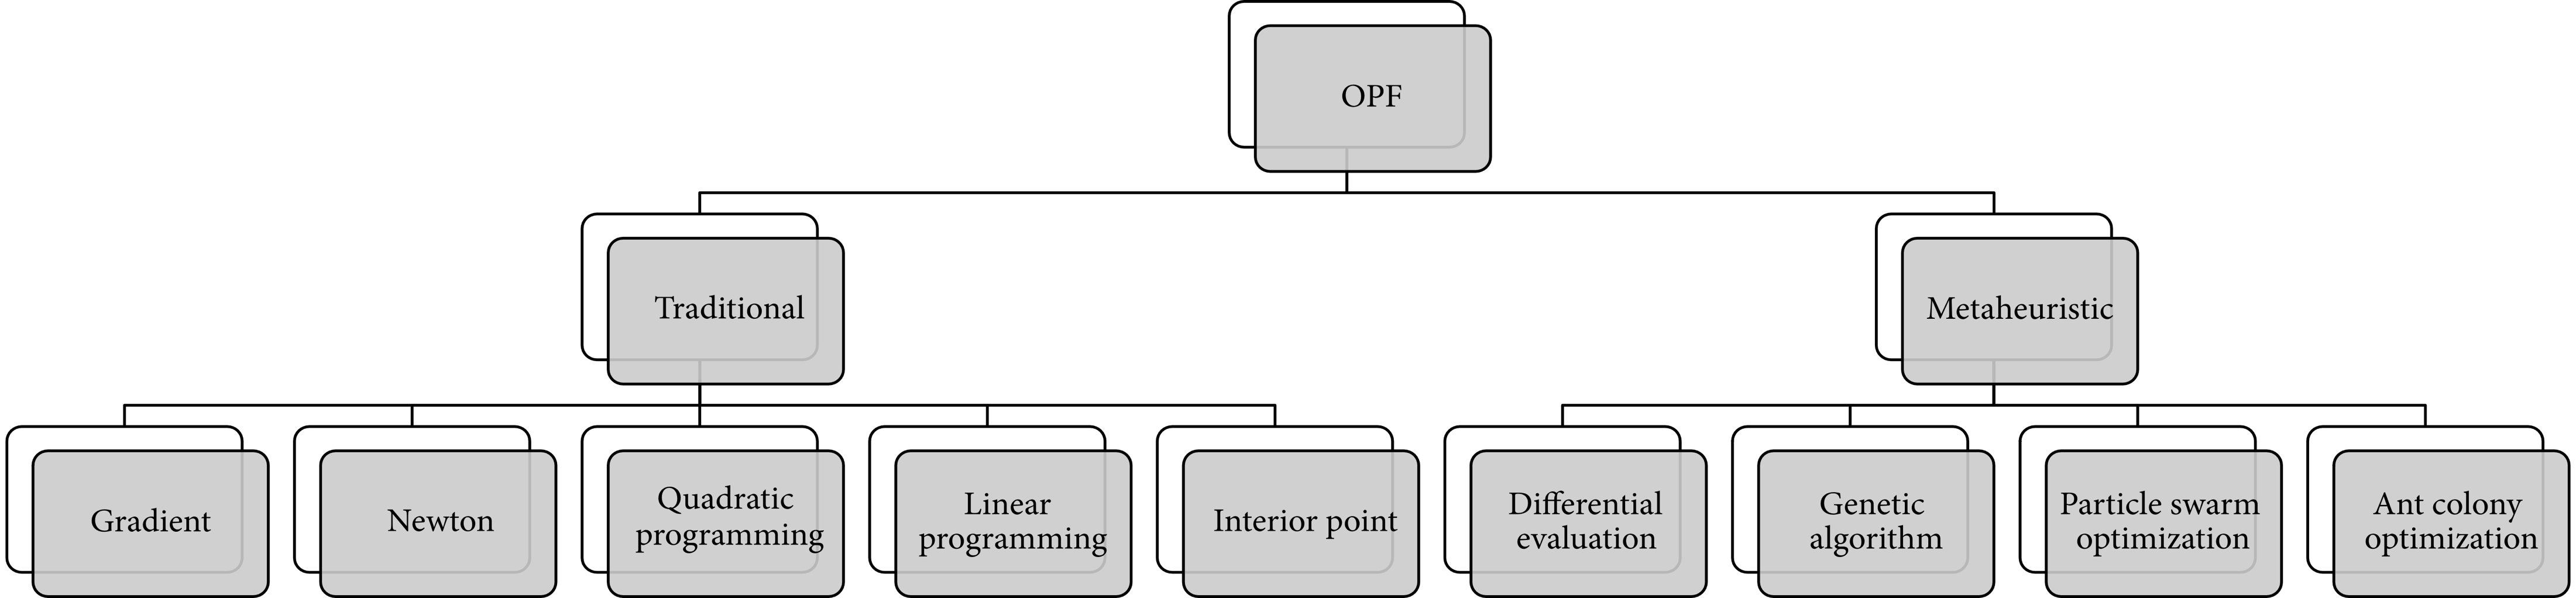 OPF
Traditional
Metaheuristic
Gradient
Newton
Quadratic
programming
Linear
programming
Interior point
Differential
evaluation
Genetic
algorithm
Particle swarm
optimization
Ant colony
optimization